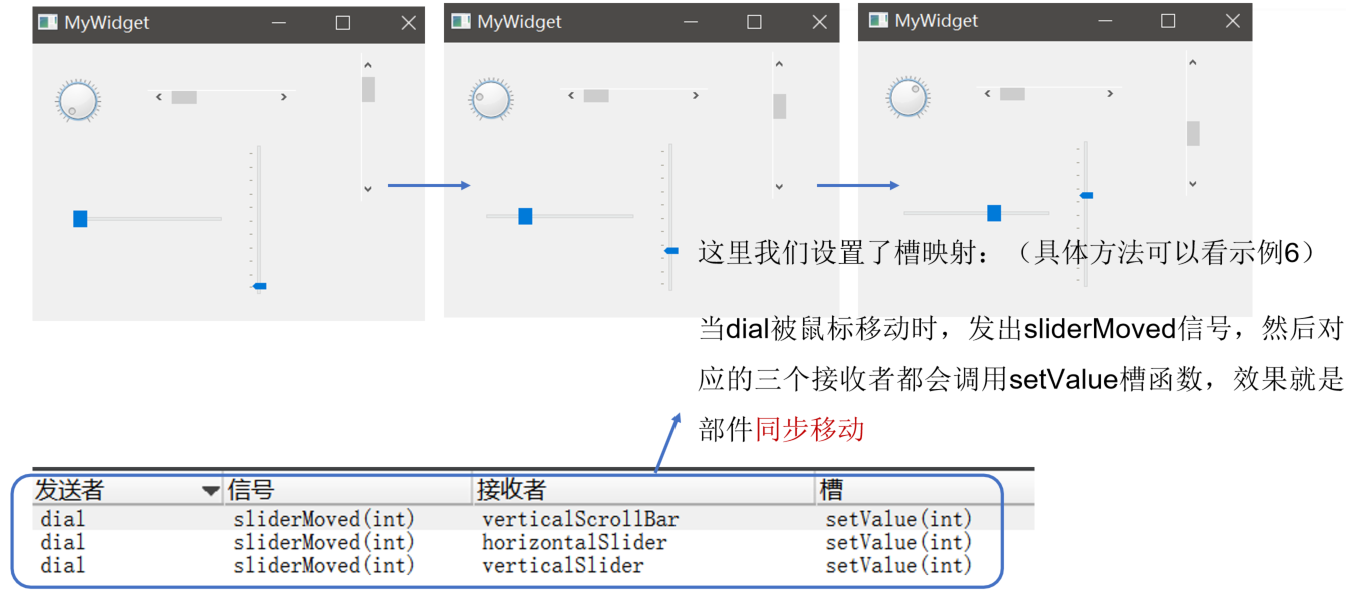 MyWidget
MyWidget
MyWidget
这里我们设置了槽映射：（具体方法可以看示例6）
当dial被鼠标移动时，发出sliderMoved信号，然后对
应的三个接收者都会调用setValue槽函数，效果就是
部件同步移动
发送者 信号 接收者 槽
dial sliderMoved(int) verticalScrollBar setValue(int)
dial sliderMoved(int) horizontalSlider setValue(int)
dial sliderMoved(int) verticalSlider setValue(int)